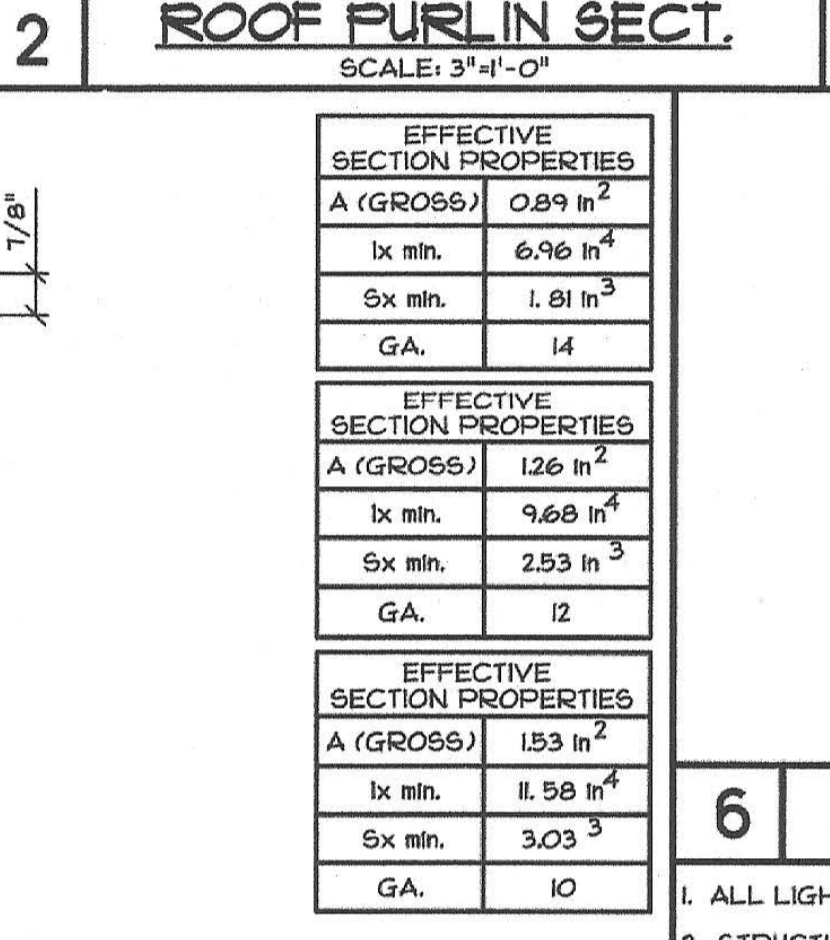 2
ROOF PURLIN SECT.
SCALE: 3"=1'-0"
7/8"
EFFECTIVE
SECTION PROPERTIES
A (GROSS) 0.89 in²
Ix min. 6.96 in⁴
Sx min. 1.81 in³
GA. 14
EFFECTIVE
SECTION PROPERTIES
A (GROSS) 1.26 in²
Ix min. 9.68 in⁴
Sx min. 2.53 in³
GA. 12
EFFECTIVE
SECTION PROPERTIES
A (GROSS) 1.53 in²
Ix min. 11.58 in⁴
Sx min. 3.03 ³
GA. 10
6
1. ALL LIGH